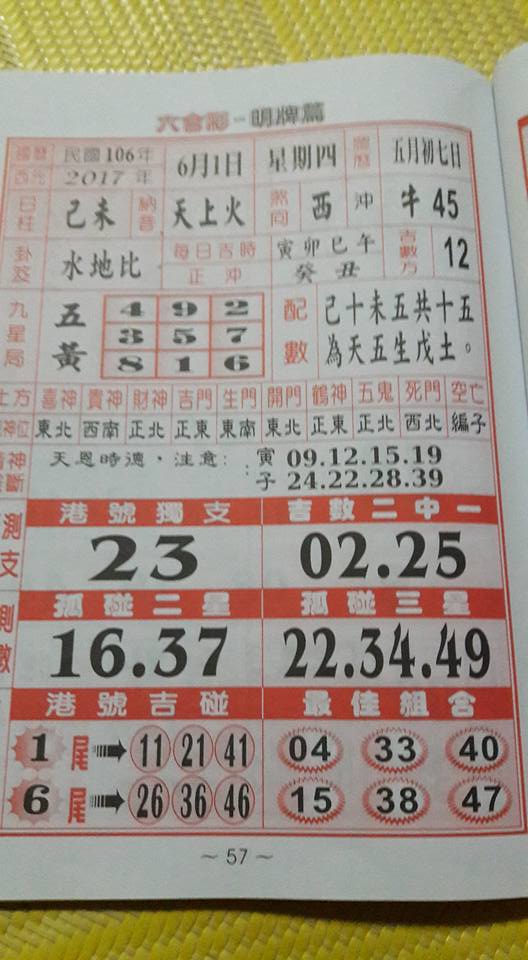 六合彩-明牌篇
國曆 民國106年 6月1日 星期四 農曆 五月初七日
西元 2017年
日柱 己未 納音 天上火 煞向 西 沖 牛45
卦爻 水地比 每日吉時正沖 寅卯巳午癸丑 吉數方 12
九星局 五黃
4 9 2
3 5 7
8 1 6
配數 己十未五共十五
為天五生戊土。
方 喜神 貴神 財神 吉門 生門 開門 鶴神 五鬼 死門 空亡
神位 東北 西南 正北 正東 東南 東北 正東 正北 西北 編子
神斷 天恩時德,注意: 寅 09.12.15.19
:子 24.22.28.39
港號獨支 吉數二中一
測支 23 02.25
孤碰二星 孤碰三星
測數 16.37 22.34.49
港號吉碰 最佳組合
1尾 11 21 41 04 33 40
6尾 26 36 46 15 38 47
~57~